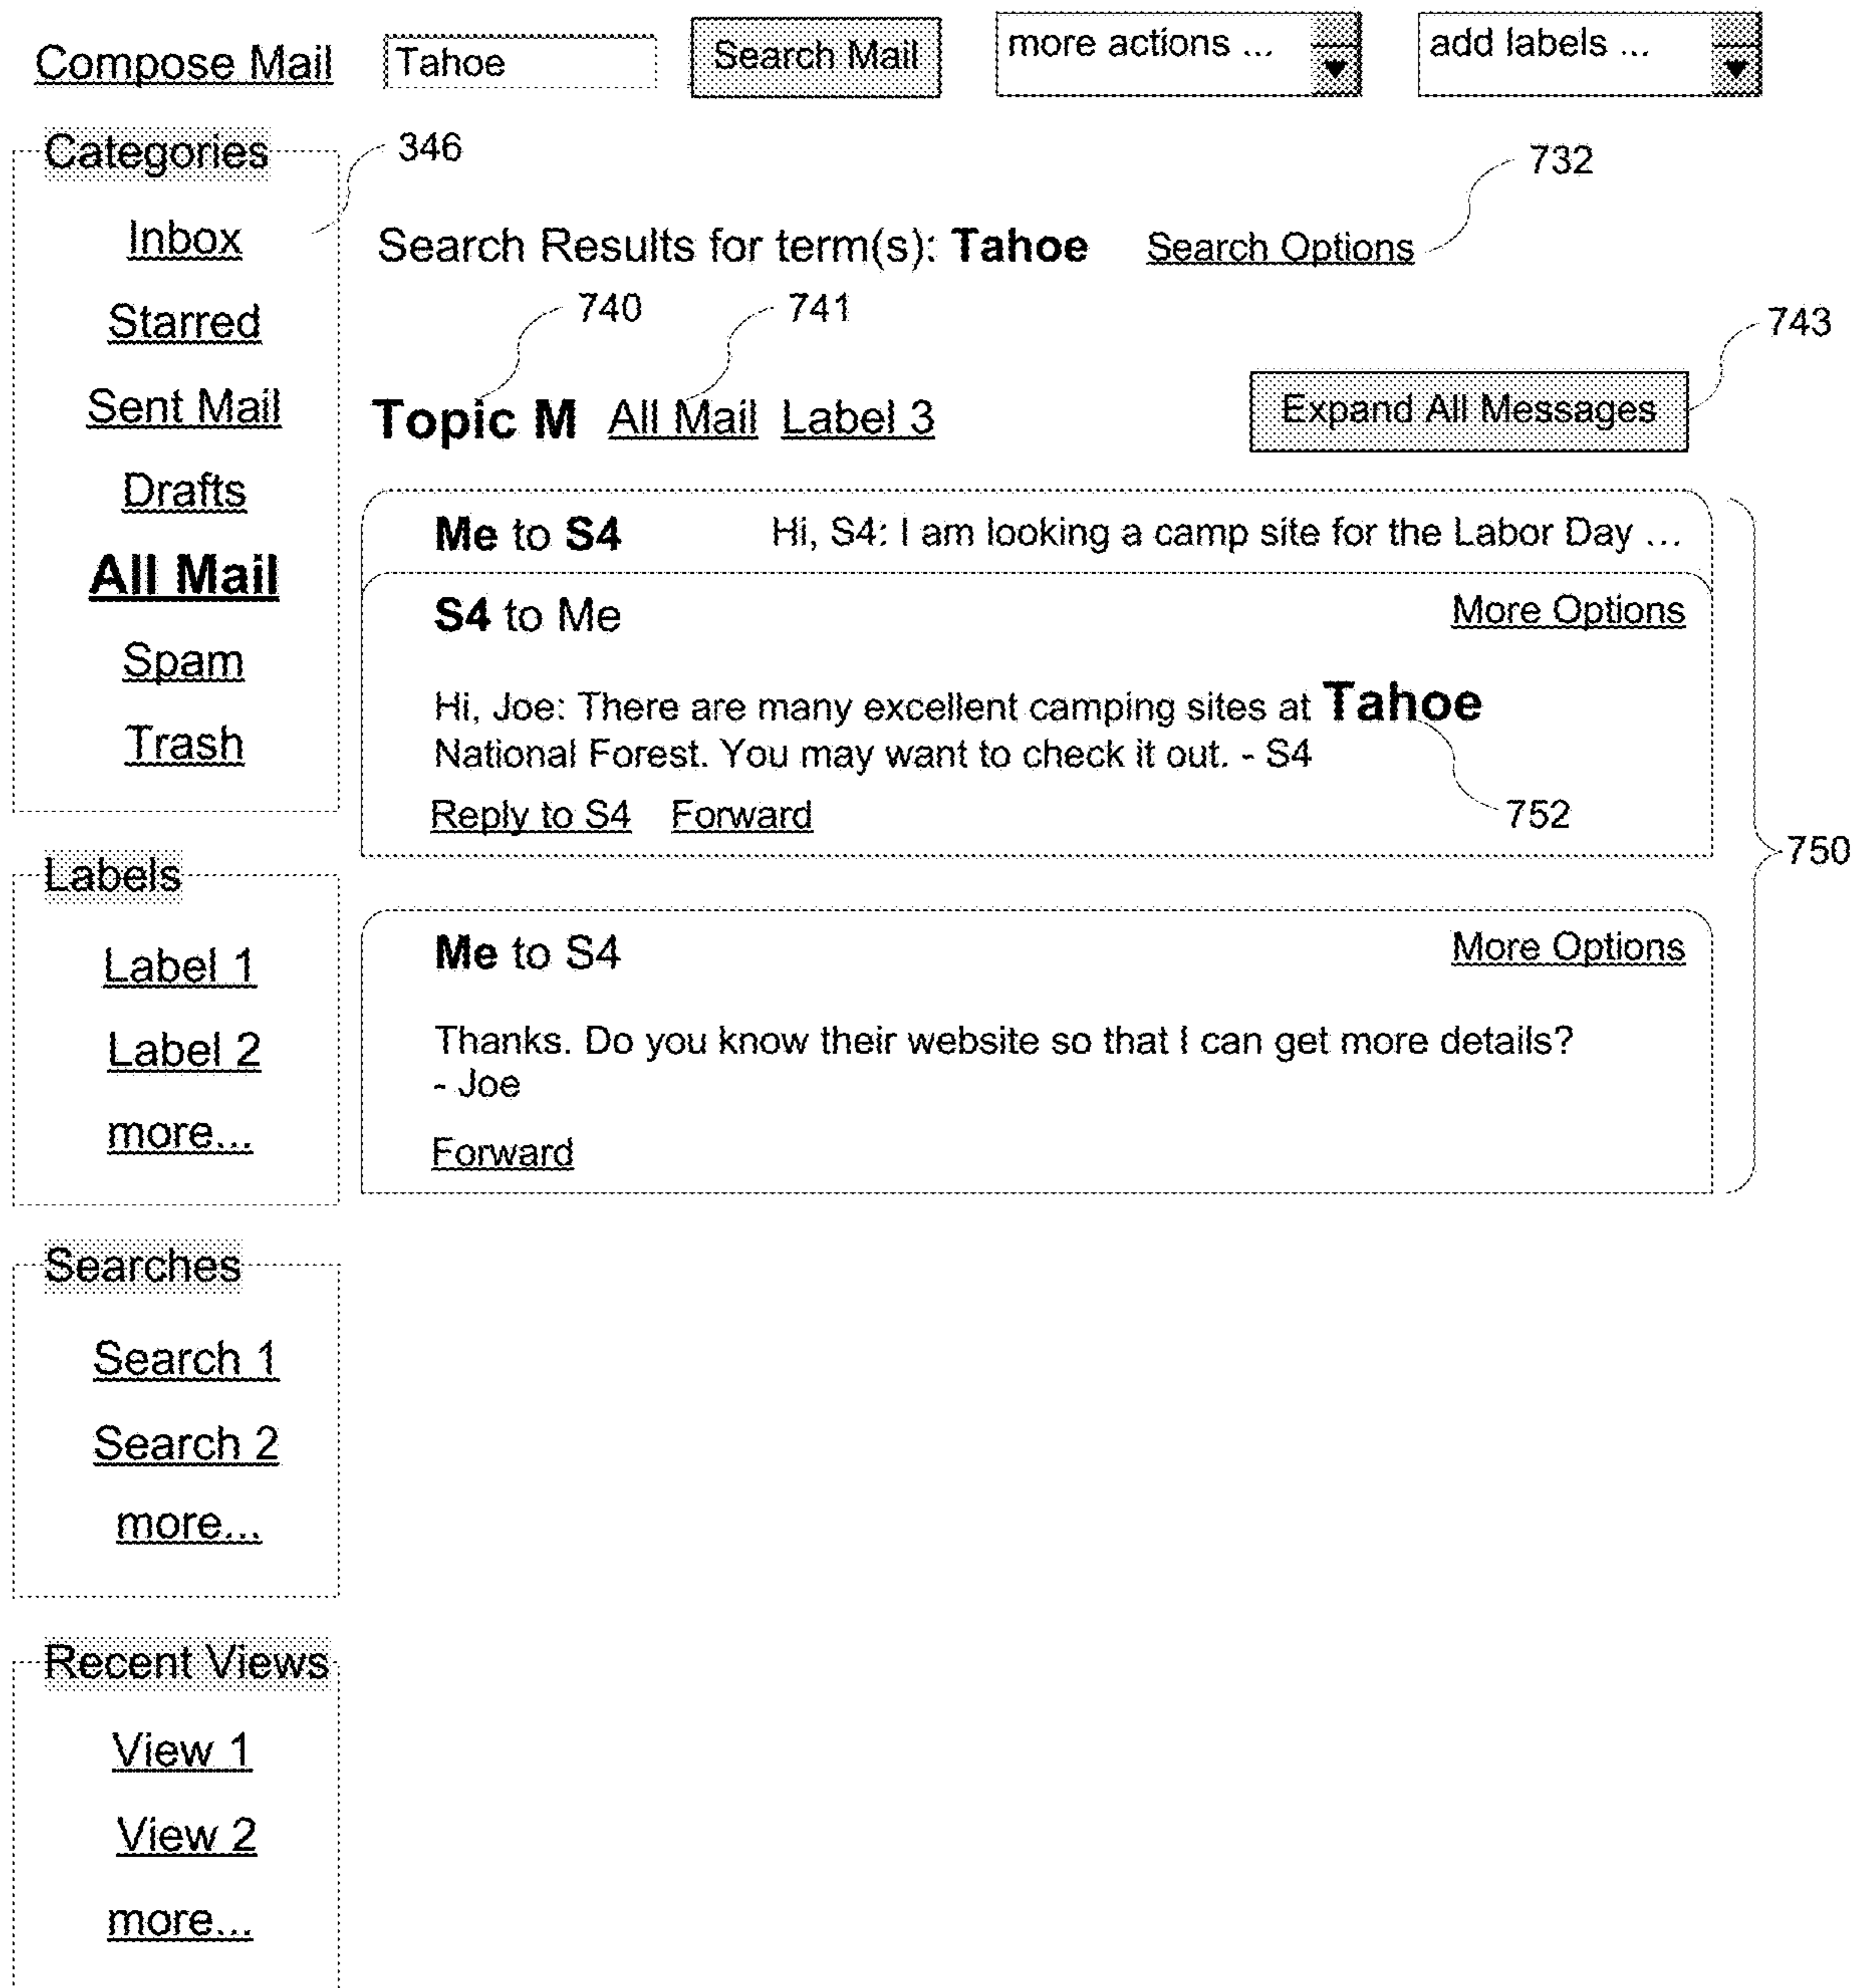 Compose Mail Tahoe Search Mail more actions ... add labels ...
Categories
346
Inbox
Starred
Sent Mail
Drafts
All Mail
Spam
Trash
Labels
Label 1
Label 2
more...
Searches
Search 1
Search 2
more...
Recent Views
View 1
View 2
more...
732
Search Results for term(s): Tahoe Search Options
740 741
743
Topic M All Mail Label 3 Expand All Messages
Me to S4 Hi, S4: I am looking a camp site for the Labor Day ...
S4 to Me More Options
Hi, Joe: There are many excellent camping sites at Tahoe
National Forest. You may want to check it out. - S4
Reply to S4 Forward 752
750
Me to S4 More Options
Thanks. Do you know their website so that I can get more details?
- Joe
Forward